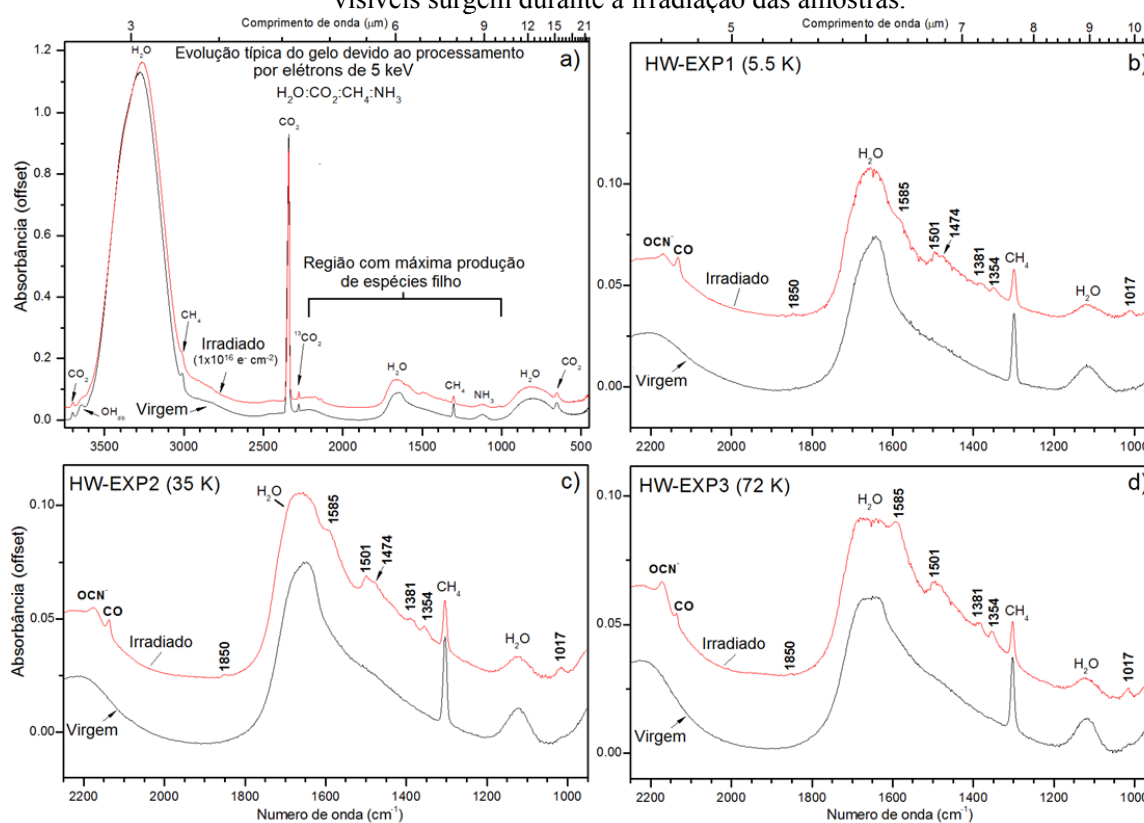 visíveis surgem durante a irradiação das amostras.
Comprimento de onda (μm)
3 6 9 12 15 21
Evolução típica do gelo devido ao processamento
por elétrons de 5 keV
H₂O:CO₂:CH₄:NH₃
a)
H₂O
CO₂
Região com máxima produção
de espécies filho
CH₄
Irradiado
(1x10¹⁶ e⁻ cm⁻²)
¹³CO₂
CO₂
H₂O
H₂O
CO₂
CH₄
NH₃
OH
Virgem
Absorbância (offset)
1.2
1.0
0.8
0.6
0.4
0.2
0.0
3500 3000 2500 2000 1500 1000 500
Comprimento de onda (μm)
4 5 6 7 8 9 10
HW-EXP1 (5.5 K)
b)
H₂O
1585
1501
1474
OCN⁻
CO
Irradiado
1850
1381
1354
CH₄
H₂O
1017
Virgem
0.10
0.05
0.00
2200 2000 1800 1600 1400 1200 1000
HW-EXP2 (35 K)
c)
H₂O
1585
1501
1474
OCN⁻
CO
Irradiado
1850
1381
1354
CH₄
H₂O
1017
Virgem
Absorbância (offset)
0.10
0.05
0.00
2200 2000 1800 1600 1400 1200 1000
Numero de onda (cm⁻¹)
HW-EXP3 (72 K)
d)
H₂O
1585
1501
OCN⁻
CO
Irradiado
1850
1381
1354
CH₄
H₂O
1017
Virgem
0.10
0.05
0.00
2200 2000 1800 1600 1400 1200 1000
Numero de onda (cm⁻¹)